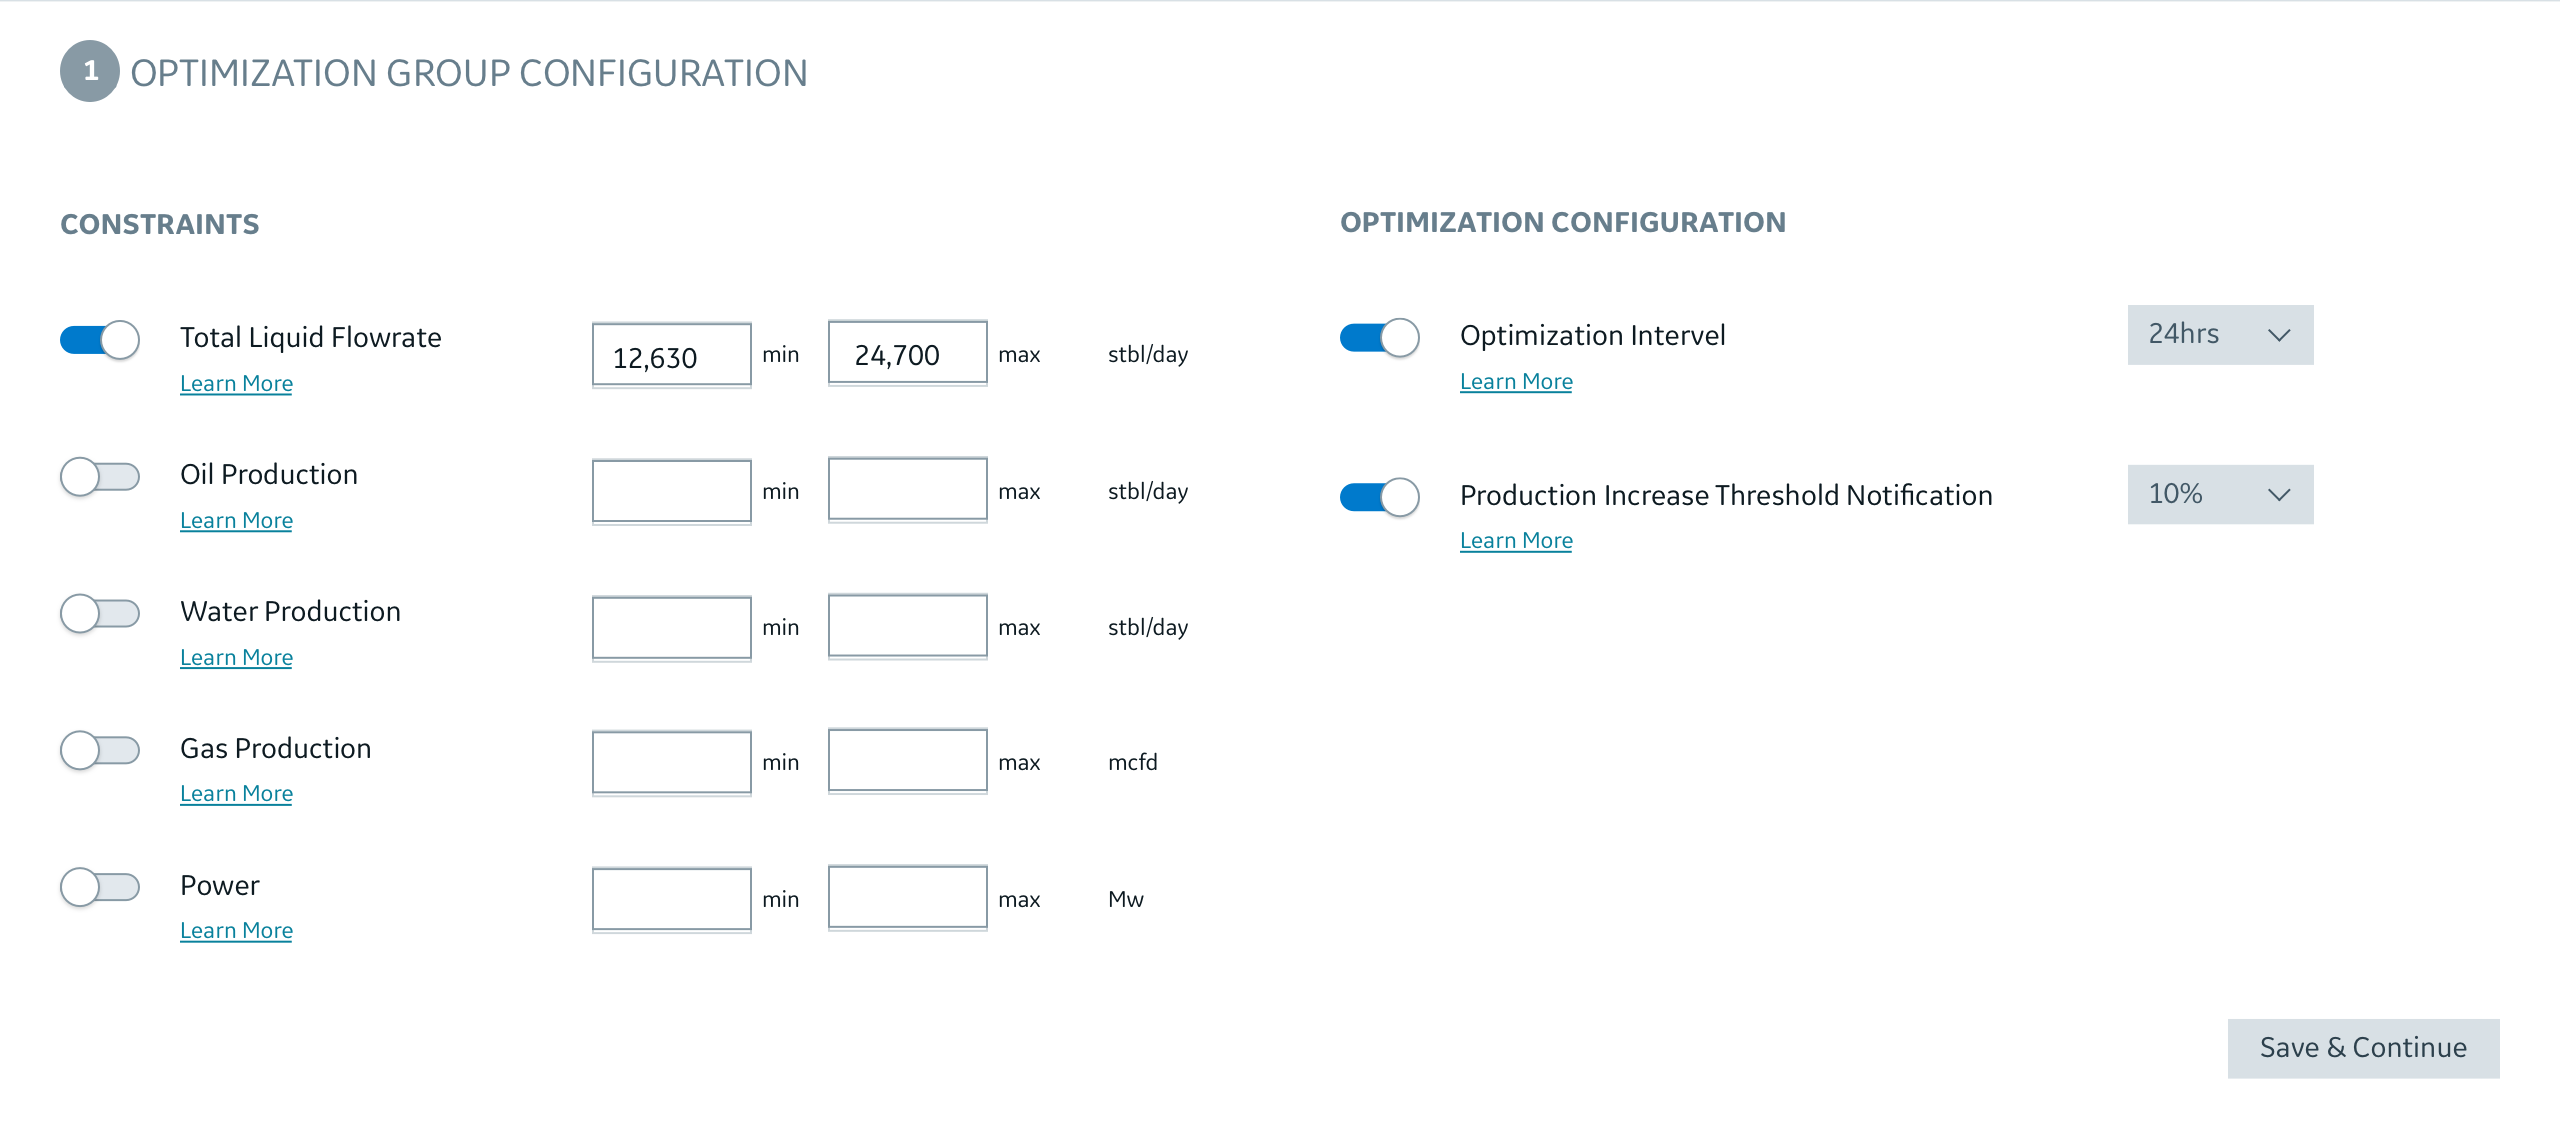 1 OPTIMIZATION GROUP CONFIGURATION
CONSTRAINTS
Total Liquid Flowrate 12,630 min 24,700 max stbl/day
Learn More
Oil Production min max stbl/day
Learn More
Water Production min max stbl/day
Learn More
Gas Production min max mcfd
Learn More
Power min max Mw
Learn More
OPTIMIZATION CONFIGURATION
Optimization Intervel 24hrs
Learn More
Production Increase Threshold Notification 10%
Learn More
Save & Continue